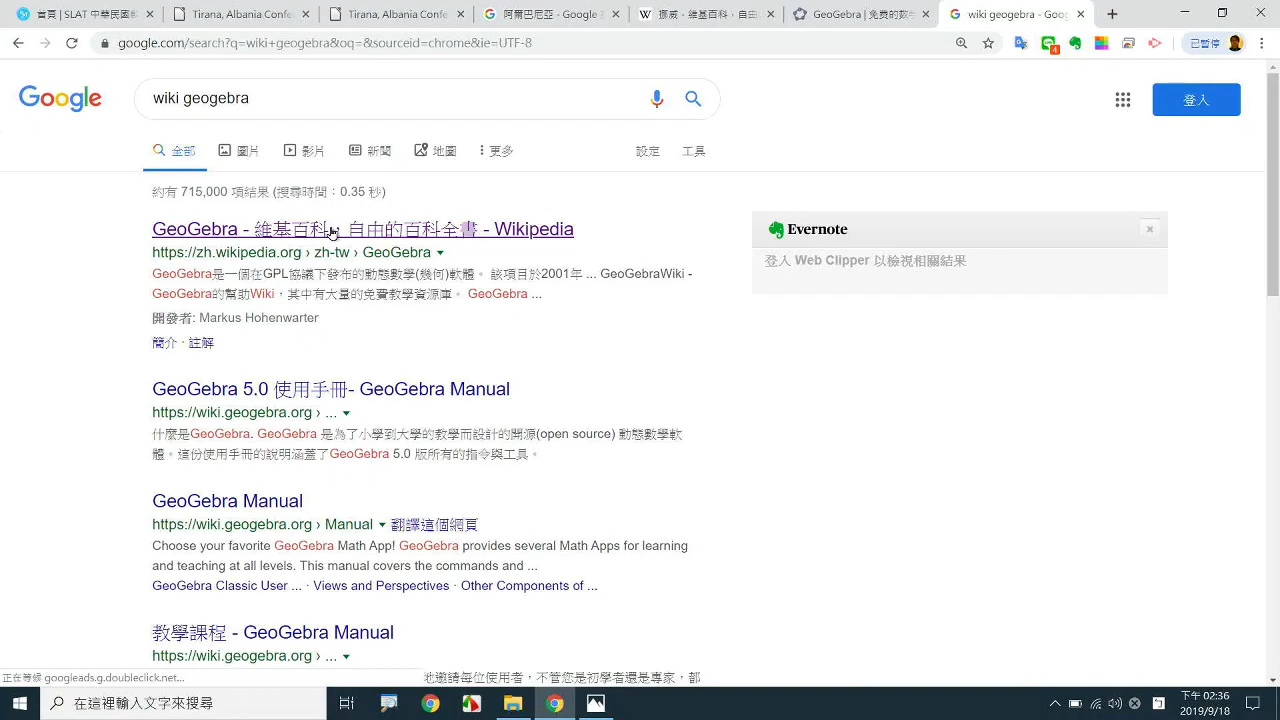 首頁 | SLAT 中華民國
Tirana, Albania Confe
Tirana, Albania Confe
阿爾巴尼亞 - Google
挪威 - 維基百科，自由
GeoGebra | 免費的數
wiki geogebra - Goog
google.com/search?q=wiki+geogebra&roq=&sourceid=chrome&ie=UTF-8
4
已暫停
Google
wiki geogebra
登入
全部
圖片
影片
新聞
地圖
更多
設定
工具
約有 715,000 項結果 (搜尋時間：0.35 秒)
GeoGebra - 維基百科，自由的百科全書 - Wikipedia
https://zh.wikipedia.org › zh-tw › GeoGebra
GeoGebra是一個在GPL協議下發布的動態數學(幾何)軟體。 該項目於2001年 ... GeoGebraWiki -
GeoGebra的幫助Wiki，其中有大量的免費教學資源庫。 GeoGebra ...
開發者: Markus Hohenwarter
簡介 · 註解
Evernote
登入 Web Clipper 以檢視相關結果
GeoGebra 5.0 使用手冊- GeoGebra Manual
https://wiki.geogebra.org › ...
什麼是GeoGebra. GeoGebra 是為了小學到大學的教學而設計的開源(open source) 動態數學軟
體。這份使用手冊的說明涵蓋了GeoGebra 5.0 版所有的指令與工具。
GeoGebra Manual
https://wiki.geogebra.org › Manual 翻譯這個網頁
Choose your favorite GeoGebra Math App! GeoGebra provides several Math Apps for learning
and teaching at all levels. This manual covers the commands and ...
GeoGebra Classic User ... · Views and Perspectives · Other Components of ...
教學課程 - GeoGebra Manual
https://wiki.geogebra.org › ...
正在等候 googleads.g.doubleclick.net...
地邀請每位使用者，不管您是初學者還是專家，都
在這裡輸入文字來搜尋
下午 02:36
2019/9/18